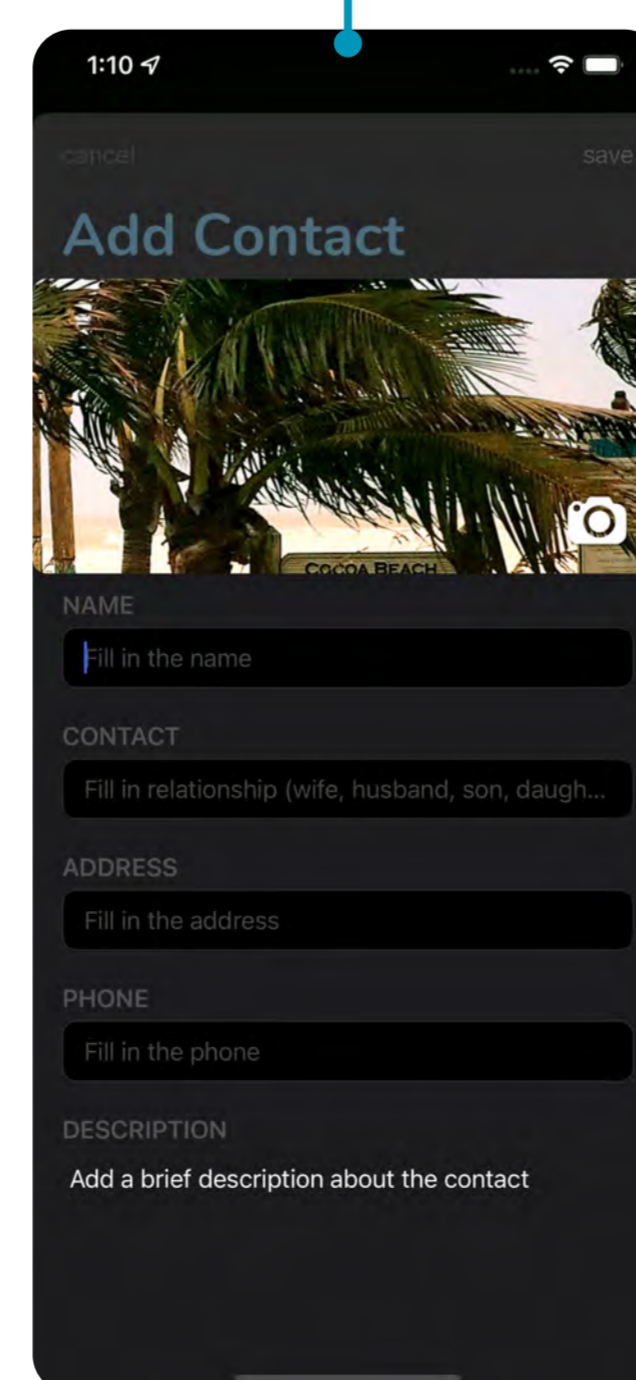 1:10
cancel
save
Add Contact
COCOA BEACH
NAME
Fill in the name
CONTACT
Fill in relationship (wife, husband, son, daugh...
ADDRESS
Fill in the address
PHONE
Fill in the phone
DESCRIPTION
Add a brief description about the contact